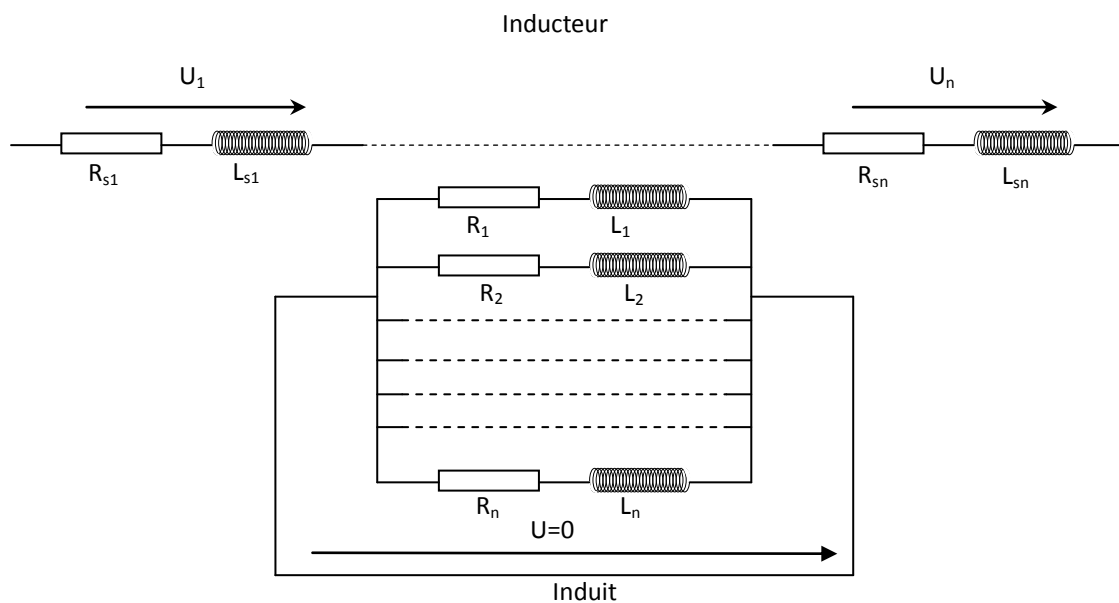 Inducteur
U₁ Uₙ
Rₛ₁ Lₛ₁ Rₛₙ Lₛₙ
R₁ L₁
R₂ L₂
Rₙ Lₙ
U=0
Induit